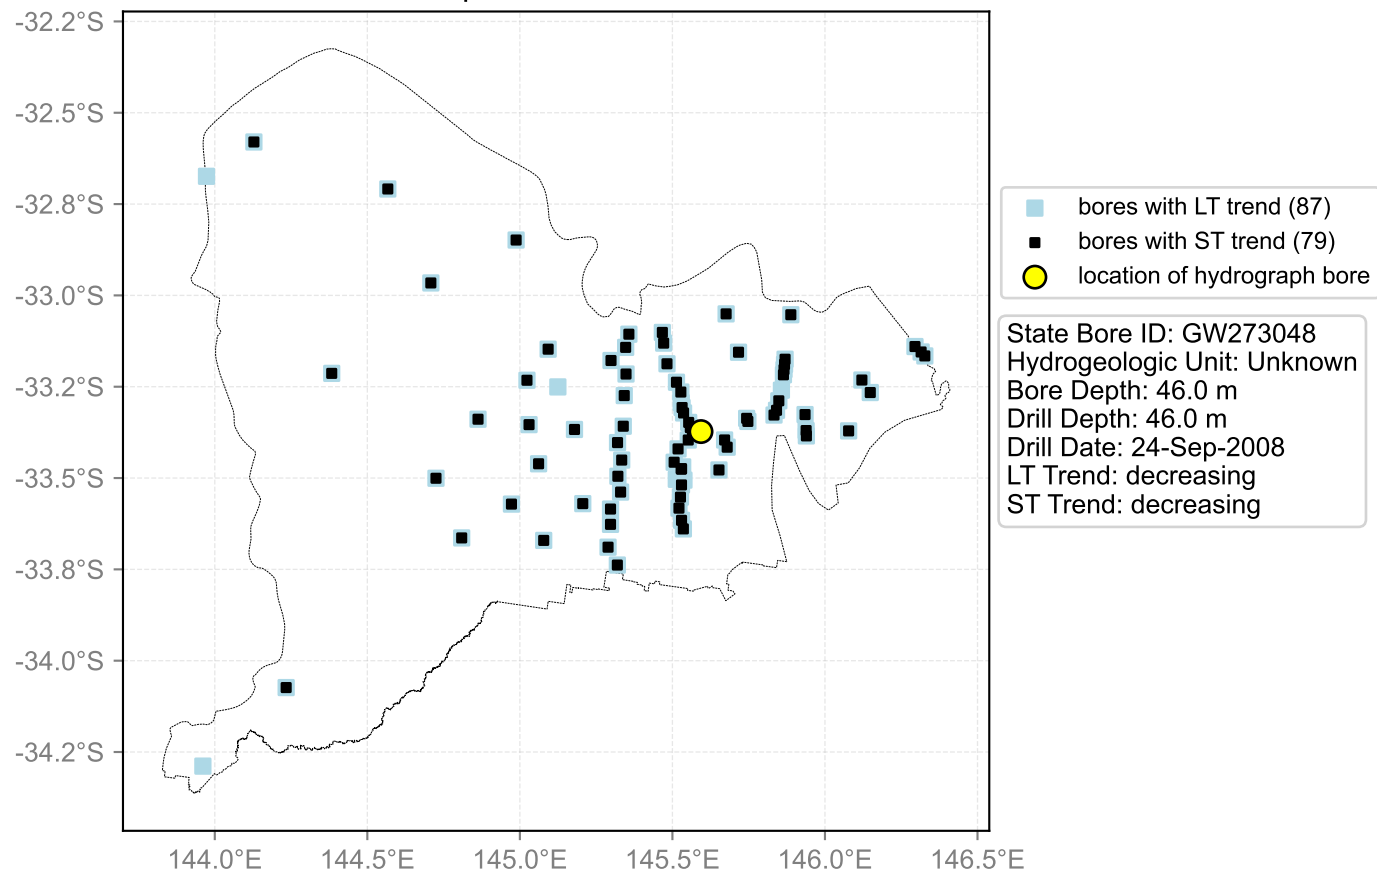 -32.2°S
-32.5°S
-32.8°S
-33.0°S
-33.2°S
-33.5°S
-33.8°S
-34.0°S
-34.2°S
144.0°E
144.5°E
145.0°E
145.5°E
146.0°E
146.5°E
bores with LT trend (87)
bores with ST trend (79)
location of hydrograph bore
State Bore ID: GW273048
Hydrogeologic Unit: Unknown
Bore Depth: 46.0 m
Drill Depth: 46.0 m
Drill Date: 24-Sep-2008
LT Trend: decreasing
ST Trend: decreasing